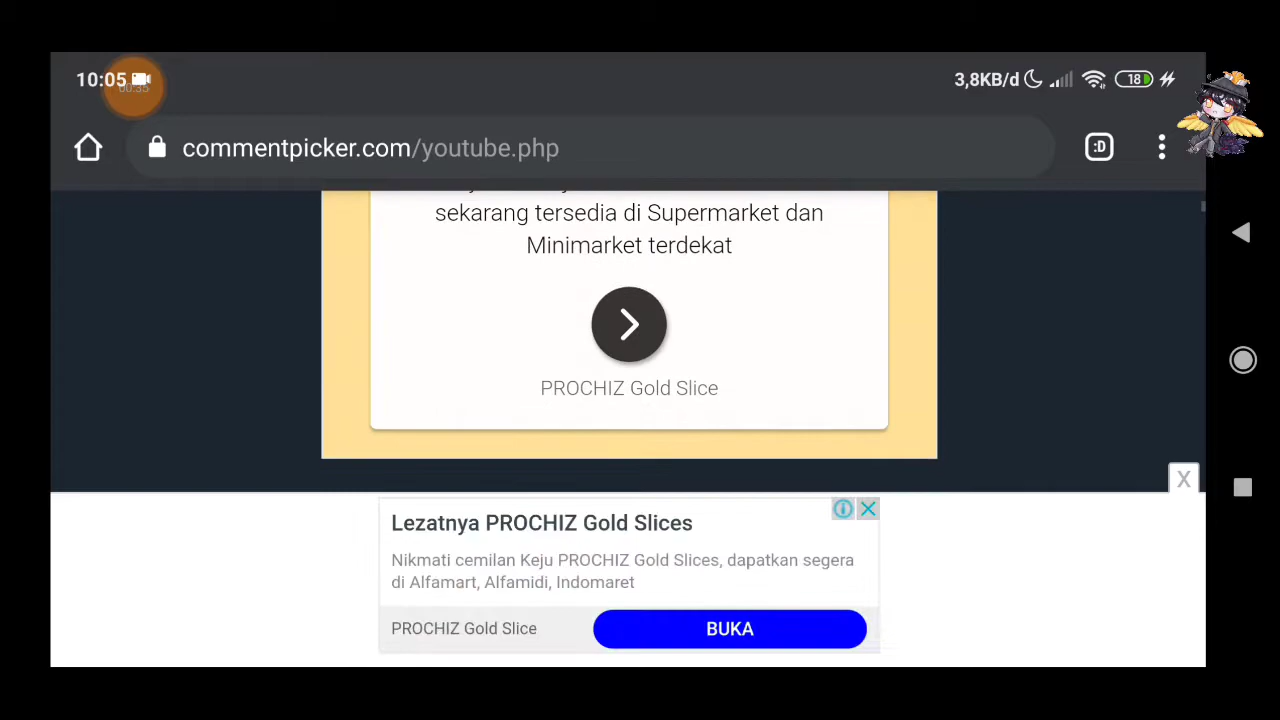 10:05
00:35
3,8KB/d
18
commentpicker.com/youtube.php
:D
sekarang tersedia di Supermarket dan
Minimarket terdekat
PROCHIZ Gold Slice
X
Lezatnya PROCHIZ Gold Slices
Nikmati cemilan Keju PROCHIZ Gold Slices, dapatkan segera
di Alfamart, Alfamidi, Indomaret
PROCHIZ Gold Slice
BUKA